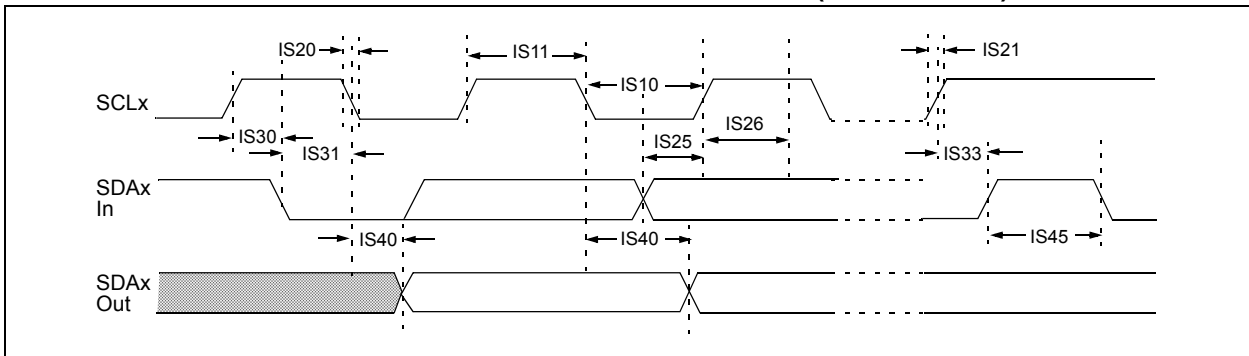 IS20
IS11
IS21
IS10
SCLx
IS26
IS30
IS25
IS31
IS33
SDAx
In
IS40
IS40
IS45
SDAx
Out